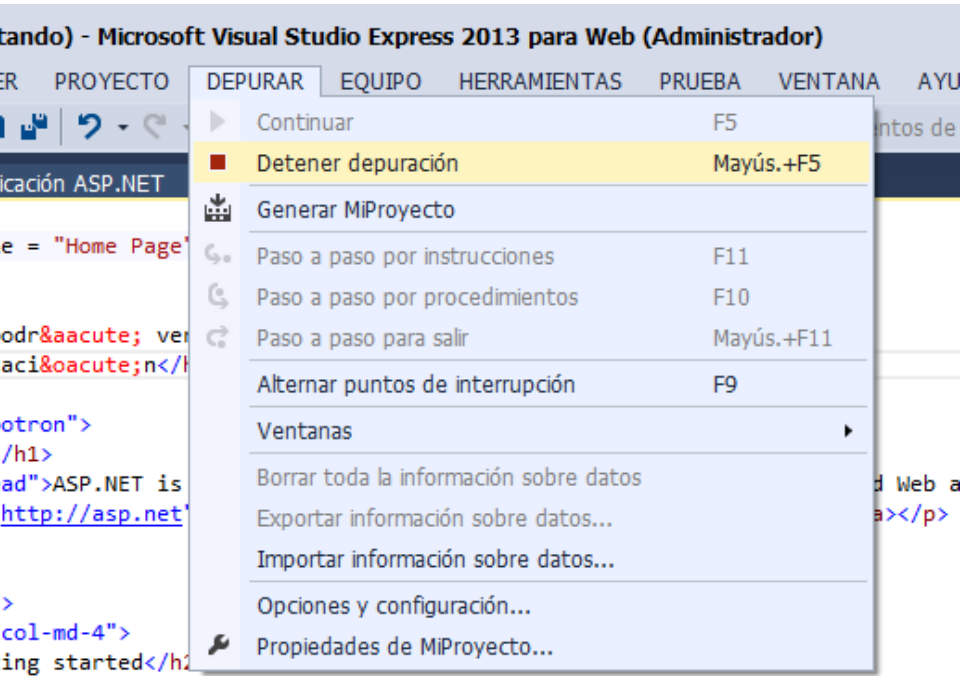 tando) - Microsoft Visual Studio Express 2013 para Web (Administrador)
ER PROYECTO DEPURAR EQUIPO HERRAMIENTAS PRUEBA VENTANA AYU
Continuar F5
ntos de
Detener depuración Mayús.+F5
icación ASP.NET
Generar MiProyecto
e = "Home Page"
Paso a paso por instrucciones F11
Paso a paso por procedimientos F10
odr&aacute; ver
Paso a paso para salir Mayús.+F11
aci&oacute;n</h
Alternar puntos de interrupción F9
otron">
Ventanas
/h1>
Borrar toda la información sobre datos
ad">ASP.NET is
d Web a
http://asp.net"
Exportar información sobre datos...
a></p>
Importar información sobre datos...
>
Opciones y configuración...
col-md-4">
Propiedades de MiProyecto...
ing started</h2